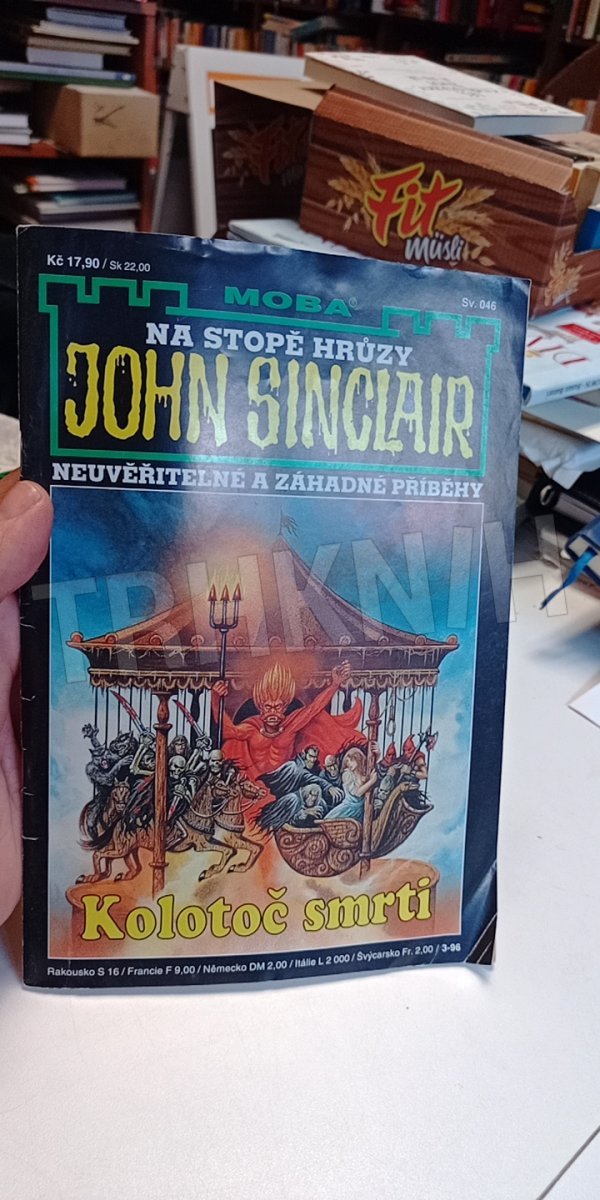 Fit
müsli
Kč 17,90 / Sk 22,00
MOBA®
Sv. 046
NA STOPĚ HRŮZY
JOHN SINCLAIR
NEUVĚŘITELNÉ A ZÁHADNÉ PŘÍBĚHY
TRHKNIH
Kolotoč smrti
Rakousko S 16 / Francie F 9,00 / Německo DM 2,00 / Itálie L 2 000 / Švýcarsko Fr. 2,00 / 3-96